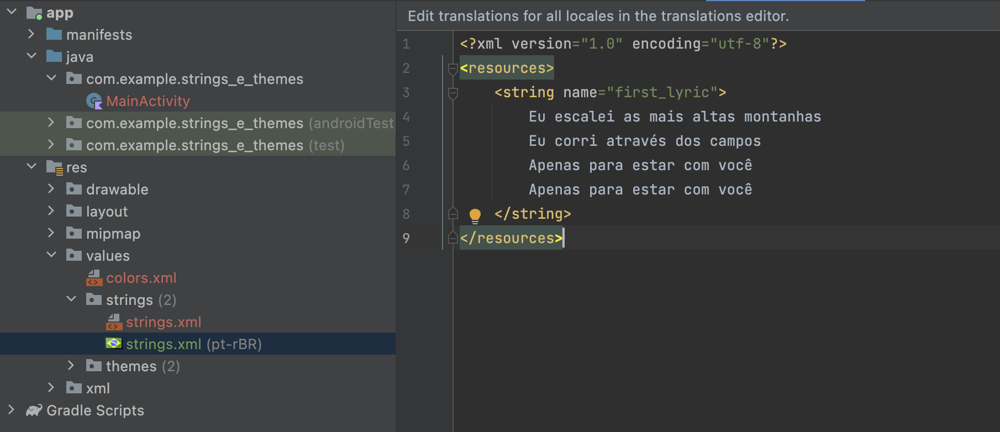 app
manifests
java
com.example.strings_e_themes
MainActivity
com.example.strings_e_themes (androidTest)
com.example.strings_e_themes (test)
res
drawable
layout
mipmap
values
colors.xml
strings (2)
strings.xml
strings.xml (pt-rBR)
themes (2)
xml
Gradle Scripts
Edit translations for all locales in the translations editor.
1 <?xml version="1.0" encoding="utf-8"?>
2 <resources>
3 <string name="first_lyric">
4 Eu escalei as mais altas montanhas
5 Eu corri através dos campos
6 Apenas para estar com você
7 Apenas para estar com você
8 </string>
9 </resources>